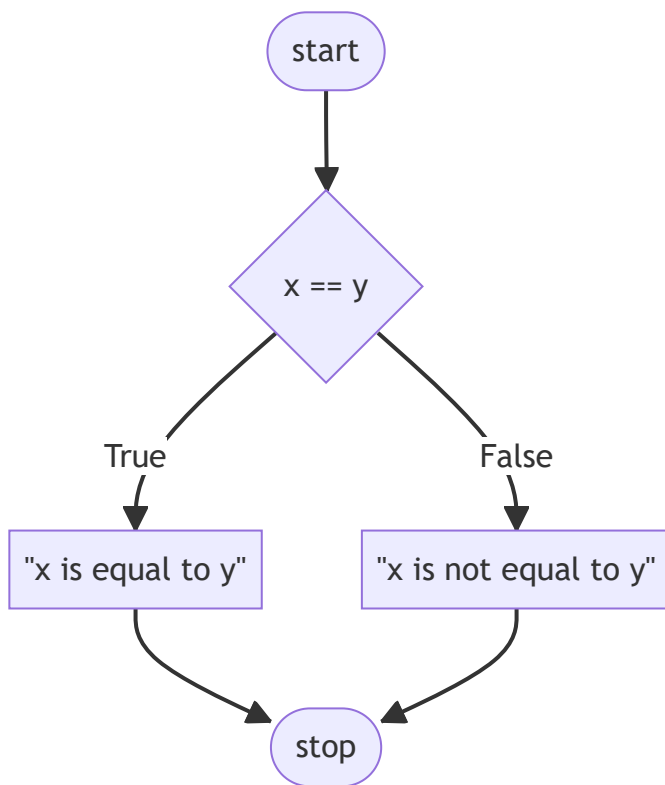 start
x == y
True
False
"x is equal to y"
"x is not equal to y"
stop